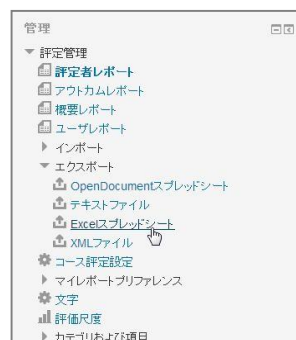 管理
評定管理
評定者レポート
アウトカムレポート
概要レポート
ユーザレポート
インポート
エクスポート
OpenDocumentスプレッドシート
テキストファイル
Excelスプレッドシート
XMLファイル
コース評定設定
マイレポートプリファレンス
文字
評価尺度
カテゴリおよび項目